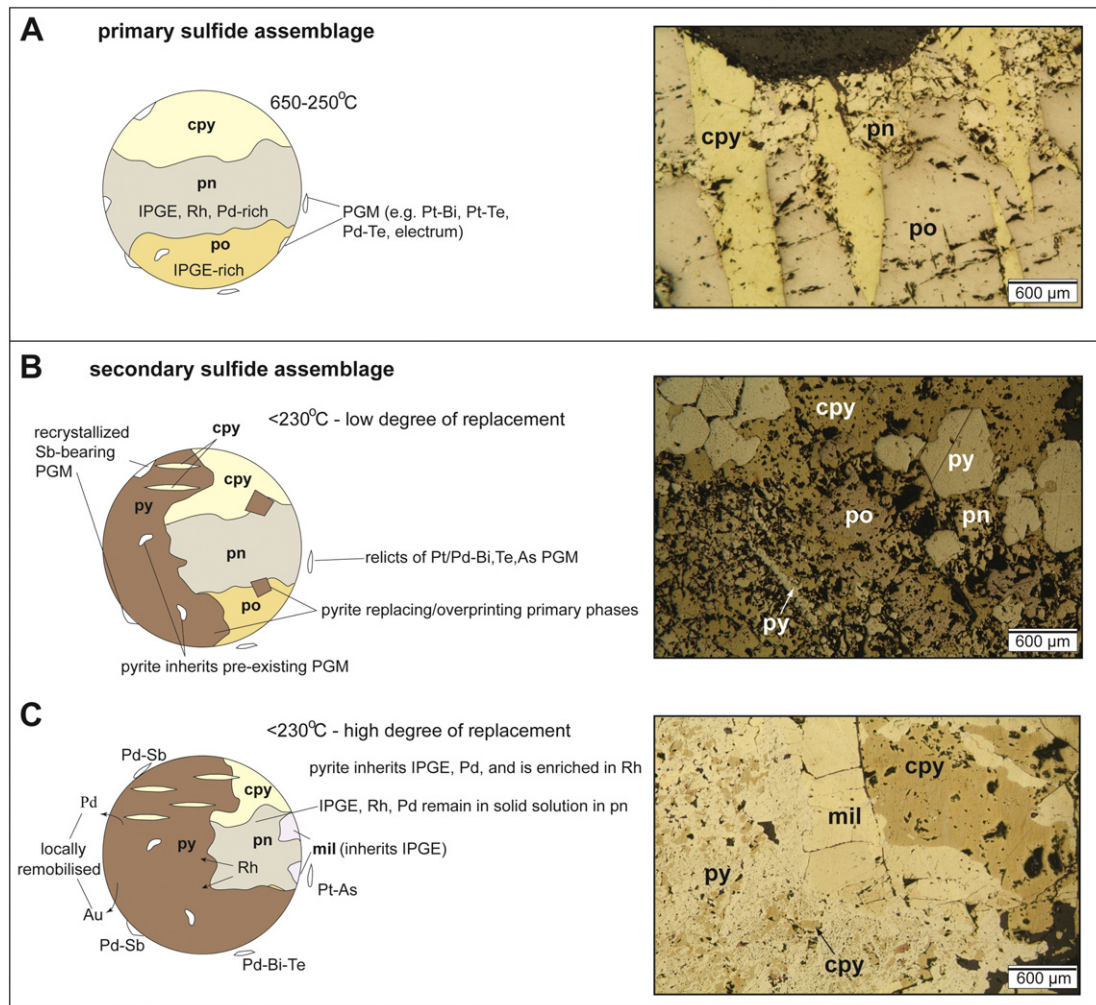 A primary sulfide assemblage
650-250°C
cpy
pn
IPGE, Rh, Pd-rich
po
IPGE-rich
PGM (e.g. Pt-Bi, Pt-Te,
Pd-Te, electrum)
cpy
pn
po
600 µm
B secondary sulfide assemblage
<230°C - low degree of replacement
recrystallized
Sb-bearing
PGM
cpy
cpy
py
pn
po
relicts of Pt/Pd-Bi,Te,As PGM
pyrite replacing/overprinting primary phases
pyrite inherits pre-existing PGM
cpy
py
po
pn
py
600 µm
C
<230°C - high degree of replacement
Pd-Sb
pyrite inherits IPGE, Pd, and is enriched in Rh
cpy
IPGE, Rh, Pd remain in solid solution in pn
Pd
pn
py
mil (inherits IPGE)
locally
remobilised
Rh
Pt-As
Au
Pd-Sb
Pd-Bi-Te
cpy
mil
py
cpy
600 µm